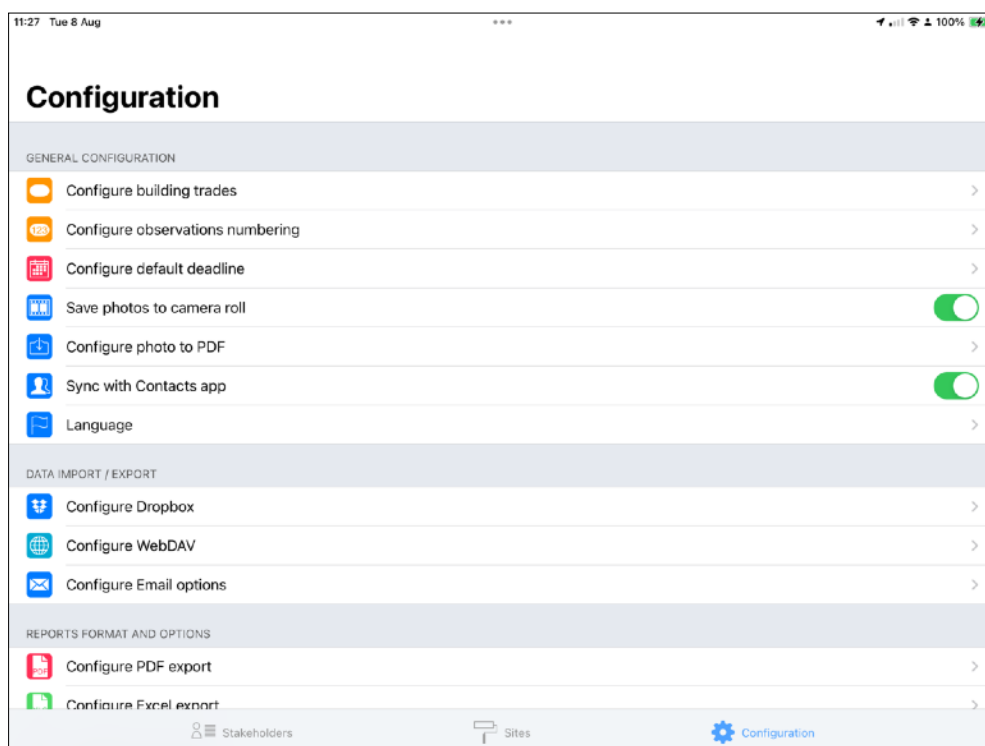 11:27 Tue 8 Aug 100%
Configuration
GENERAL CONFIGURATION
Configure building trades
123
Configure observations numbering
Configure default deadline
Save photos to camera roll
Configure photo to PDF
Sync with Contacts app
Language
DATA IMPORT / EXPORT
Configure Dropbox
Configure WebDAV
Configure Email options
REPORTS FORMAT AND OPTIONS
PDF
Configure PDF export
Configure Excel export
Stakeholders Sites Configuration